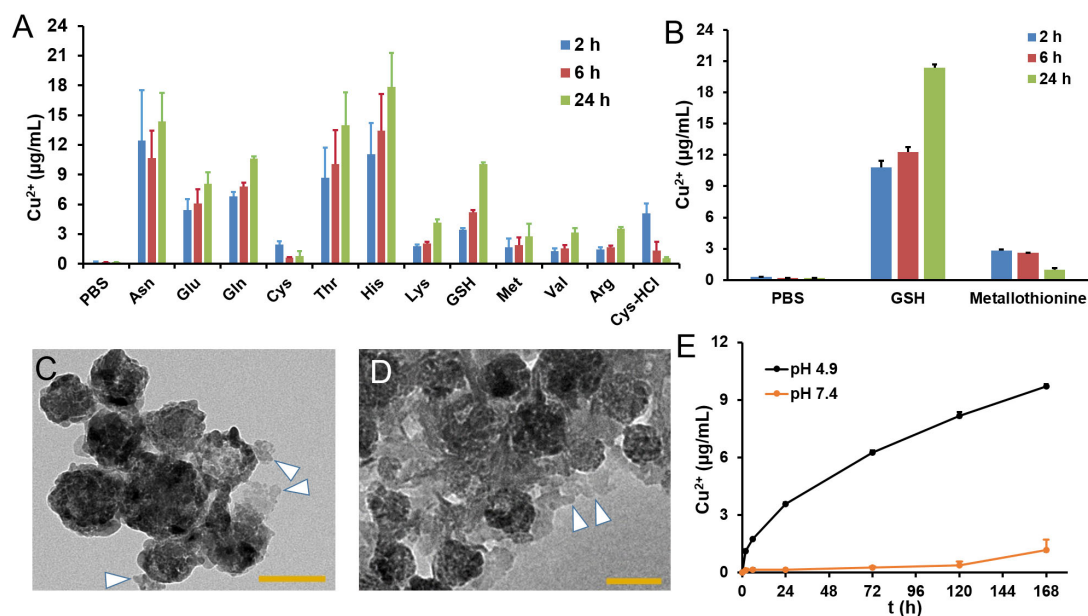 A
24
21
18
15
12
9
6
3
0
Cu²⁺ (µg/mL)
2 h
6 h
24 h
PBS
Asn
Glu
Gln
Cys
Thr
His
Lys
GSH
Met
Val
Arg
Cys-HCl
B
24
21
18
15
12
9
6
3
0
Cu²⁺ (µg/mL)
2 h
6 h
24 h
PBS GSH Metallothionine
C
D
E
12
9
6
3
0
Cu²⁺ (µg/mL)
pH 4.9
pH 7.4
0 24 48 72 96 120 144 168
t (h)